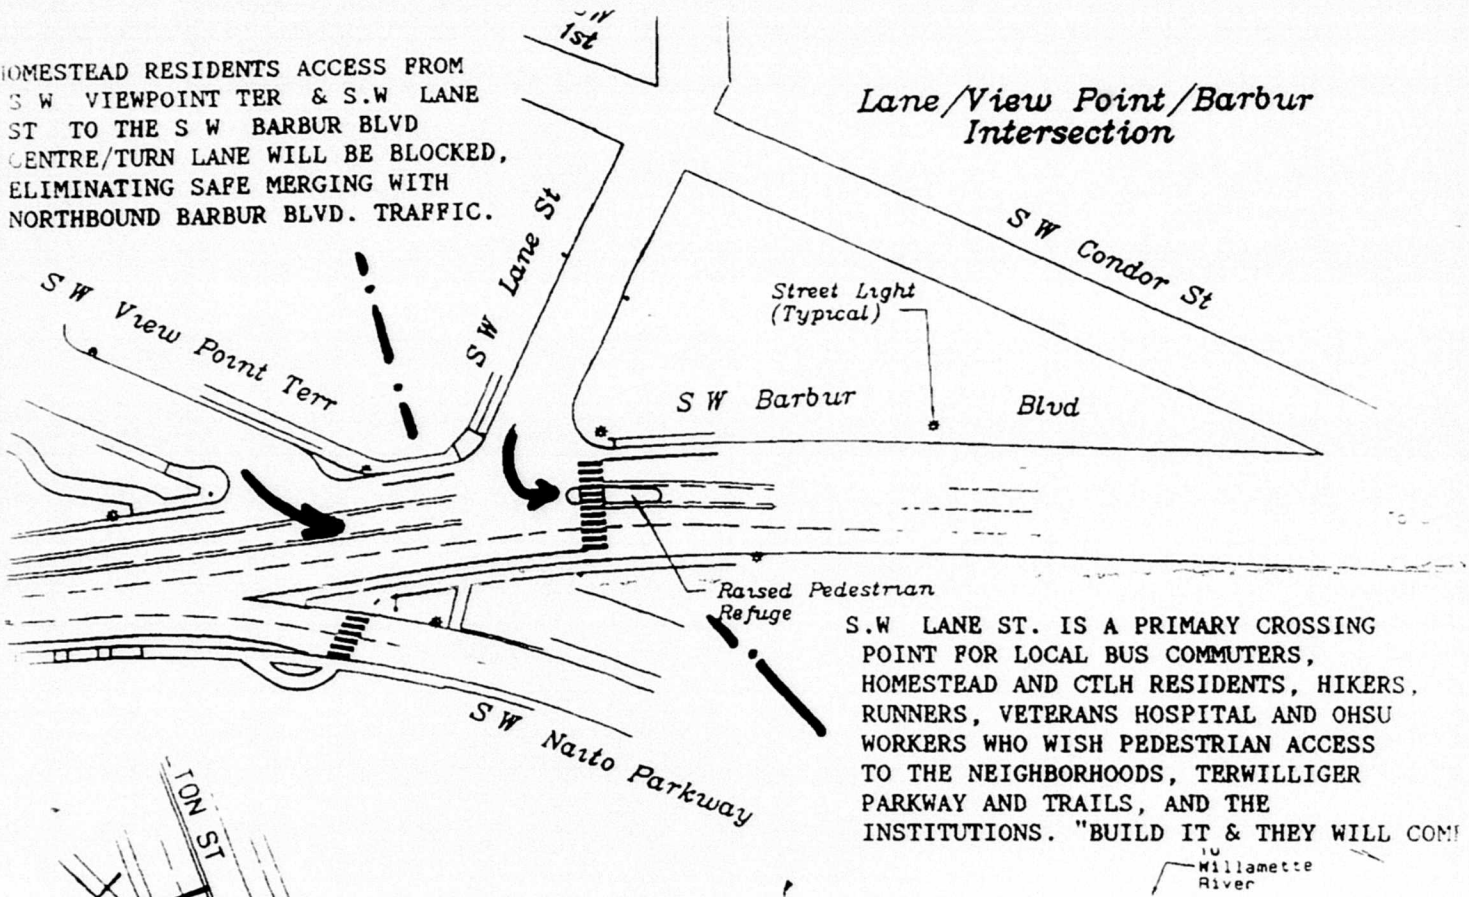 1st
HOMESTEAD RESIDENTS ACCESS FROM
S W VIEWPOINT TER & S.W LANE
ST TO THE S W BARBUR BLVD
CENTRE/TURN LANE WILL BE BLOCKED,
ELIMINATING SAFE MERGING WITH
NORTHBOUND BARBUR BLVD. TRAFFIC.
Lane/View Point/Barbur
Intersection
S W Lane St
S W Condor St
S W View Point Terr
Street Light
(Typical)
S W Barbur Blvd
Raised Pedestrian
Refuge
S.W LANE ST. IS A PRIMARY CROSSING
POINT FOR LOCAL BUS COMMUTERS,
HOMESTEAD AND CTLH RESIDENTS, HIKERS,
RUNNERS, VETERANS HOSPITAL AND OHSU
WORKERS WHO WISH PEDESTRIAN ACCESS
TO THE NEIGHBORHOODS, TERWILLIGER
PARKWAY AND TRAILS, AND THE
INSTITUTIONS. "BUILD IT & THEY WILL COM
S W Naito Parkway
TON ST
Willamette
River